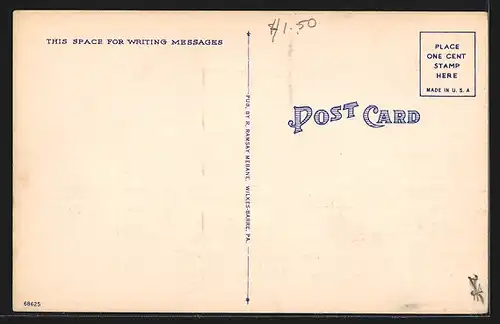 THIS SPACE FOR WRITING MESSAGES
1.50
PLACE
ONE CENT
STAMP
HERE
MADE IN U. S. A
POST CARD
PUB. BY R. RAMSAY MEBANE, WILKES-BARRE, PA.
68625